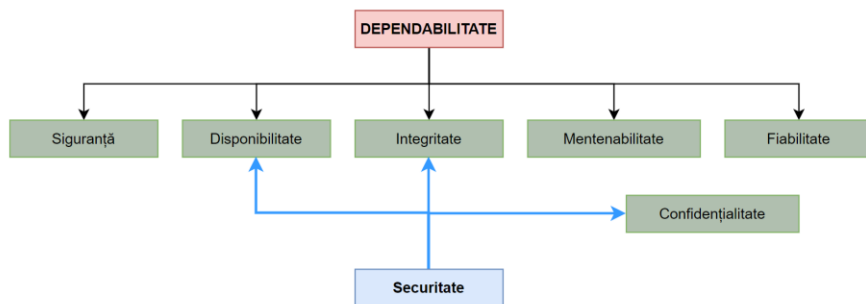 DEPENDABILITATE
Siguranță
Disponibilitate
Integritate
Mentenabilitate
Fiabilitate
Confidențialitate
Securitate